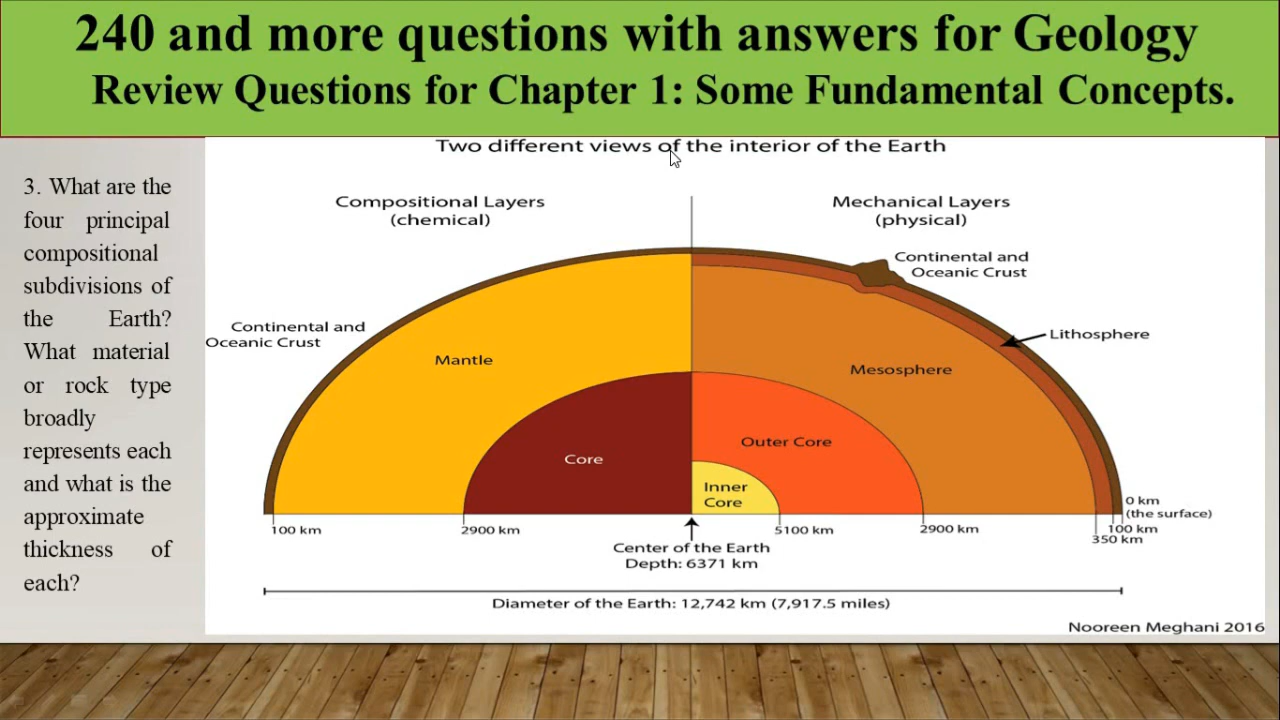 240 and more questions with answers for Geology
Review Questions for Chapter 1: Some Fundamental Concepts.
3. What are the
four principal
compositional
subdivisions of
the Earth?
What material
or rock type
broadly
represents each
and what is the
approximate
thickness of
each?
Two different views of the interior of the Earth
Compositional Layers
(chemical)
Mechanical Layers
(physical)
Continental and
Oceanic Crust
Continental and
Oceanic Crust
Lithosphere
Mantle
Mesosphere
Core
Outer Core
Inner
Core
0 km
(the surface)
100 km
2900 km
5100 km
2900 km
100 km
350 km
Center of the Earth
Depth: 6371 km
Diameter of the Earth: 12,742 km (7,917.5 miles)
Nooreen Meghani 2016